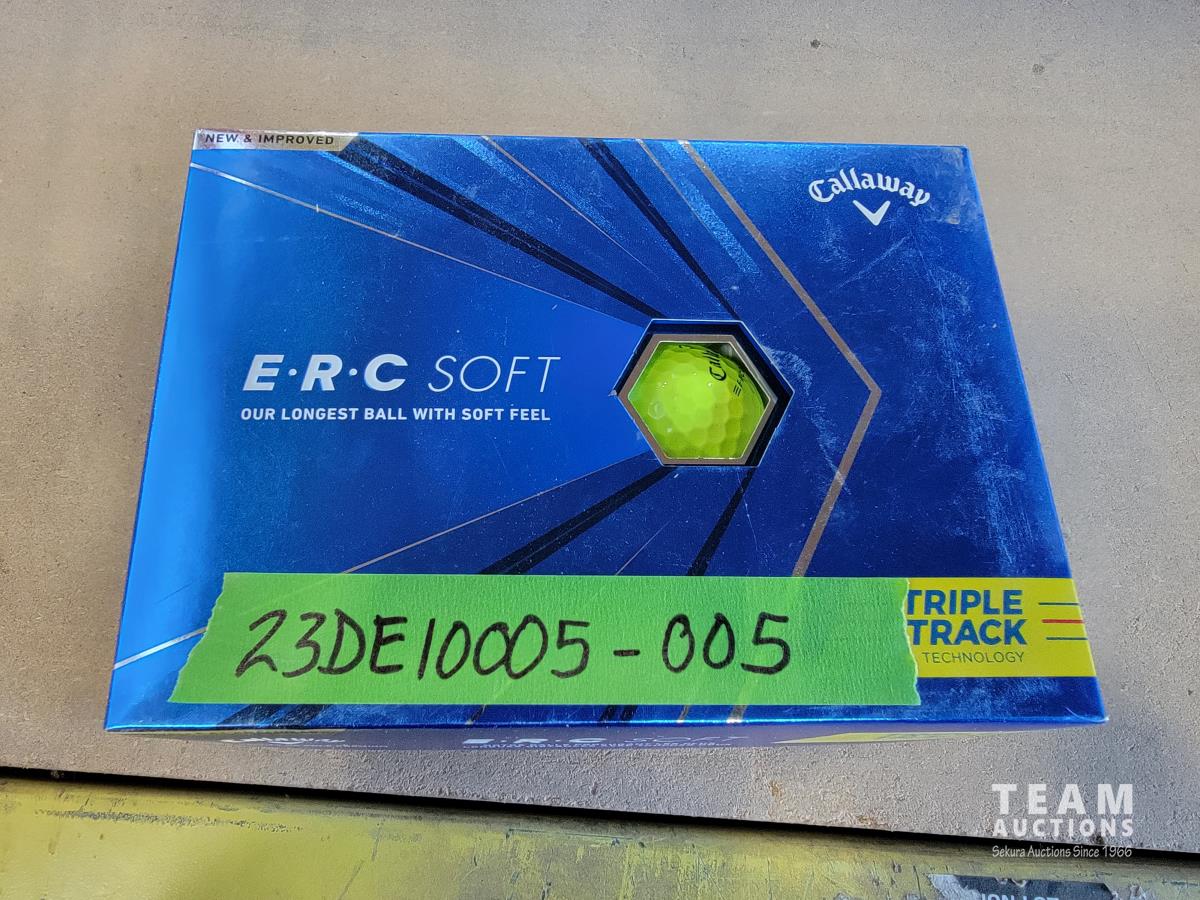 NEW & IMPROVED
Callaway
E·R·C SOFT
OUR LONGEST BALL WITH SOFT FEEL
TRIPLE
TRACK
TECHNOLOGY
23DE10005-005
E·R·C SOFT
TEAM
AUCTIONS
Sekura Auctions Since 1966